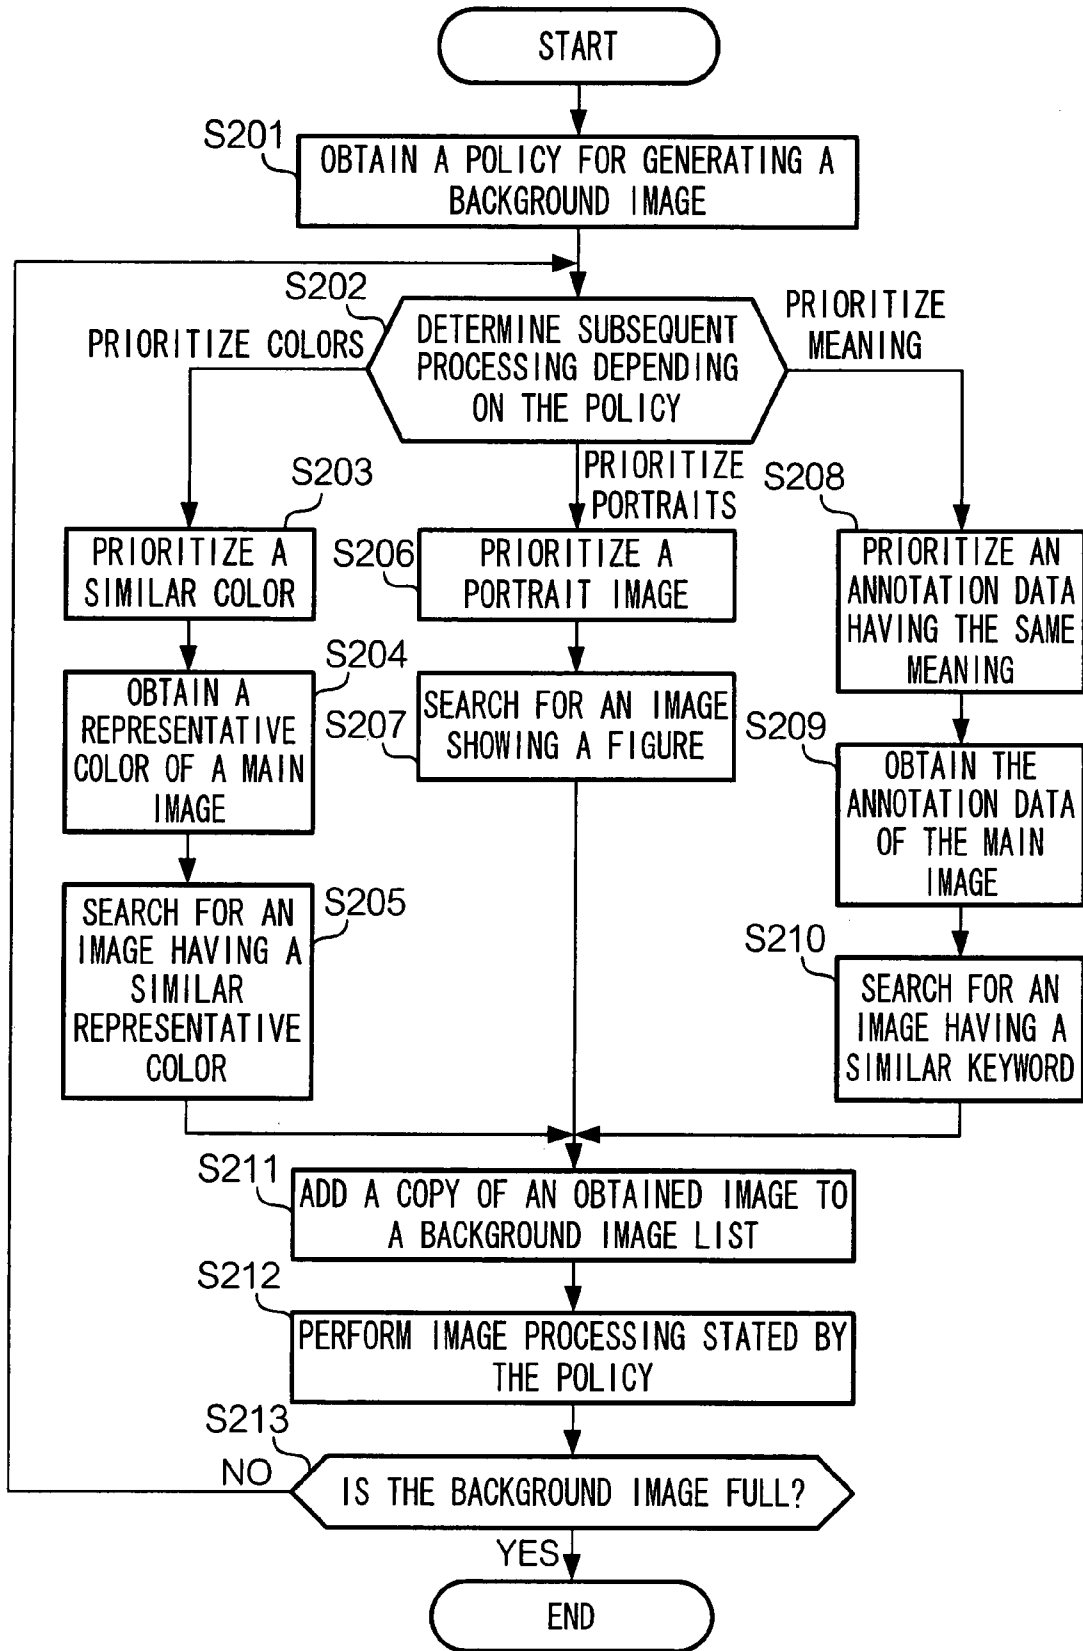 START
S201
OBTAIN A POLICY FOR GENERATING A
BACKGROUND IMAGE
S202
DETERMINE SUBSEQUENT
PROCESSING DEPENDING
ON THE POLICY
PRIORITIZE COLORS
PRIORITIZE
MEANING
PRIORITIZE
PORTRAITS
S203
PRIORITIZE A
SIMILAR COLOR
S204
OBTAIN A
REPRESENTATIVE
COLOR OF A MAIN
IMAGE
S205
SEARCH FOR AN
IMAGE HAVING A
SIMILAR
REPRESENTATIVE
COLOR
S206
PRIORITIZE A
PORTRAIT IMAGE
S207
SEARCH FOR AN IMAGE
SHOWING A FIGURE
S208
PRIORITIZE AN
ANNOTATION DATA
HAVING THE SAME
MEANING
S209
OBTAIN THE
ANNOTATION DATA
OF THE MAIN
IMAGE
S210
SEARCH FOR AN
IMAGE HAVING A
SIMILAR KEYWORD
S211
ADD A COPY OF AN OBTAINED IMAGE TO
A BACKGROUND IMAGE LIST
S212
PERFORM IMAGE PROCESSING STATED BY
THE POLICY
S213
NO
IS THE BACKGROUND IMAGE FULL?
YES
END